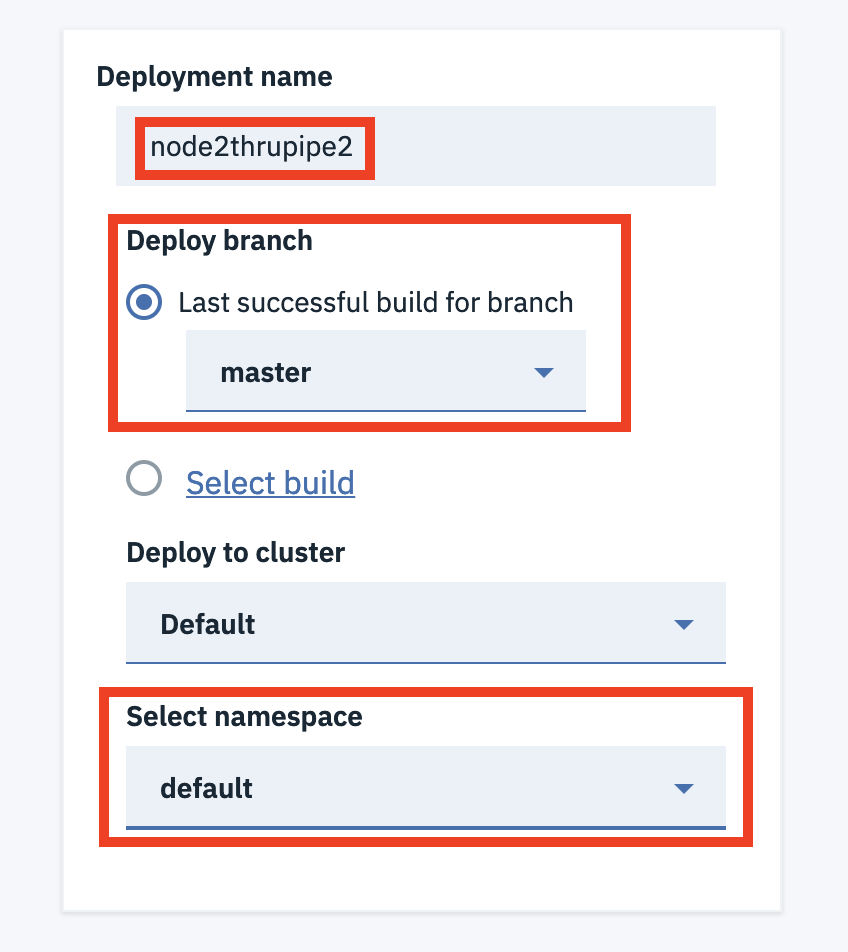 Deployment name
node2thrupipe2
Deploy branch
Last successful build for branch
master
Select build
Deploy to cluster
Default
Select namespace
default